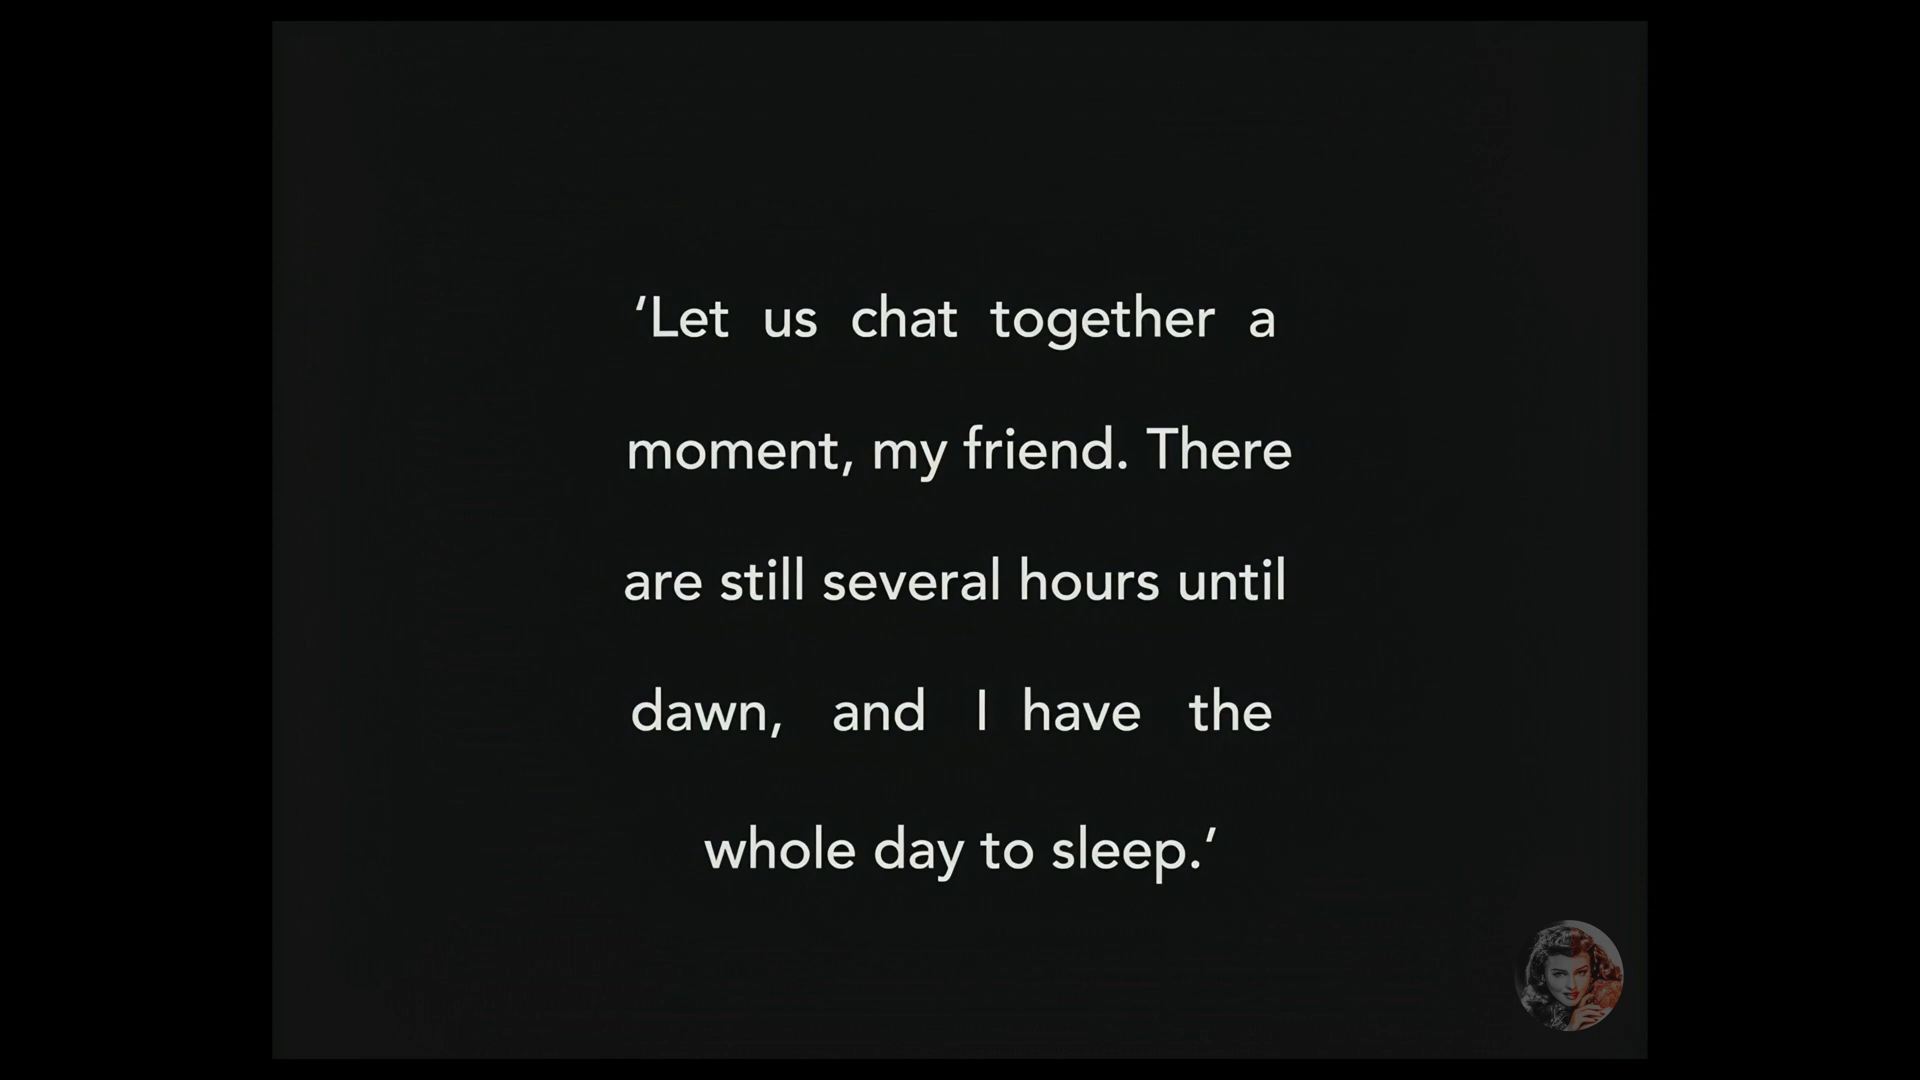 ‘Let us chat together a
moment, my friend. There
are still several hours until
dawn, and I have the
whole day to sleep.’